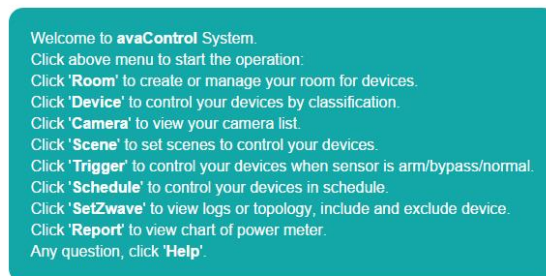 Welcome to avaControl System.
Click above menu to start the operation:
Click 'Room' to create or manage your room for devices.
Click 'Device' to control your devices by classification.
Click 'Camera' to view your camera list.
Click 'Scene' to set scenes to control your devices.
Click 'Trigger' to control your devices when sensor is arm/bypass/normal.
Click 'Schedule' to control your devices in schedule.
Click 'SetZwave' to view logs or topology, include and exclude device.
Click 'Report' to view chart of power meter.
Any question, click 'Help'.